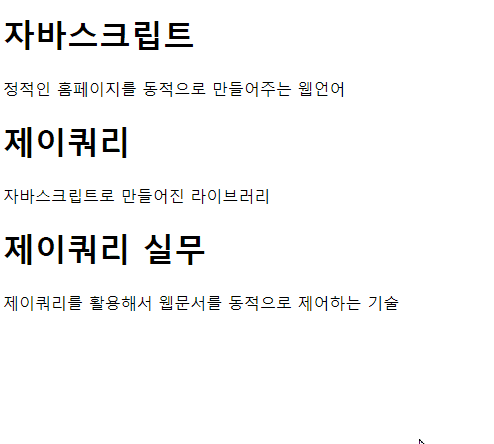 자바스크립트
정적인 홈페이지를 동적으로 만들어주는 웹언어
제이쿼리
자바스크립트로 만들어진 라이브러리
제이쿼리 실무
제이쿼리를 활용해서 웹문서를 동적으로 제어하는 기술